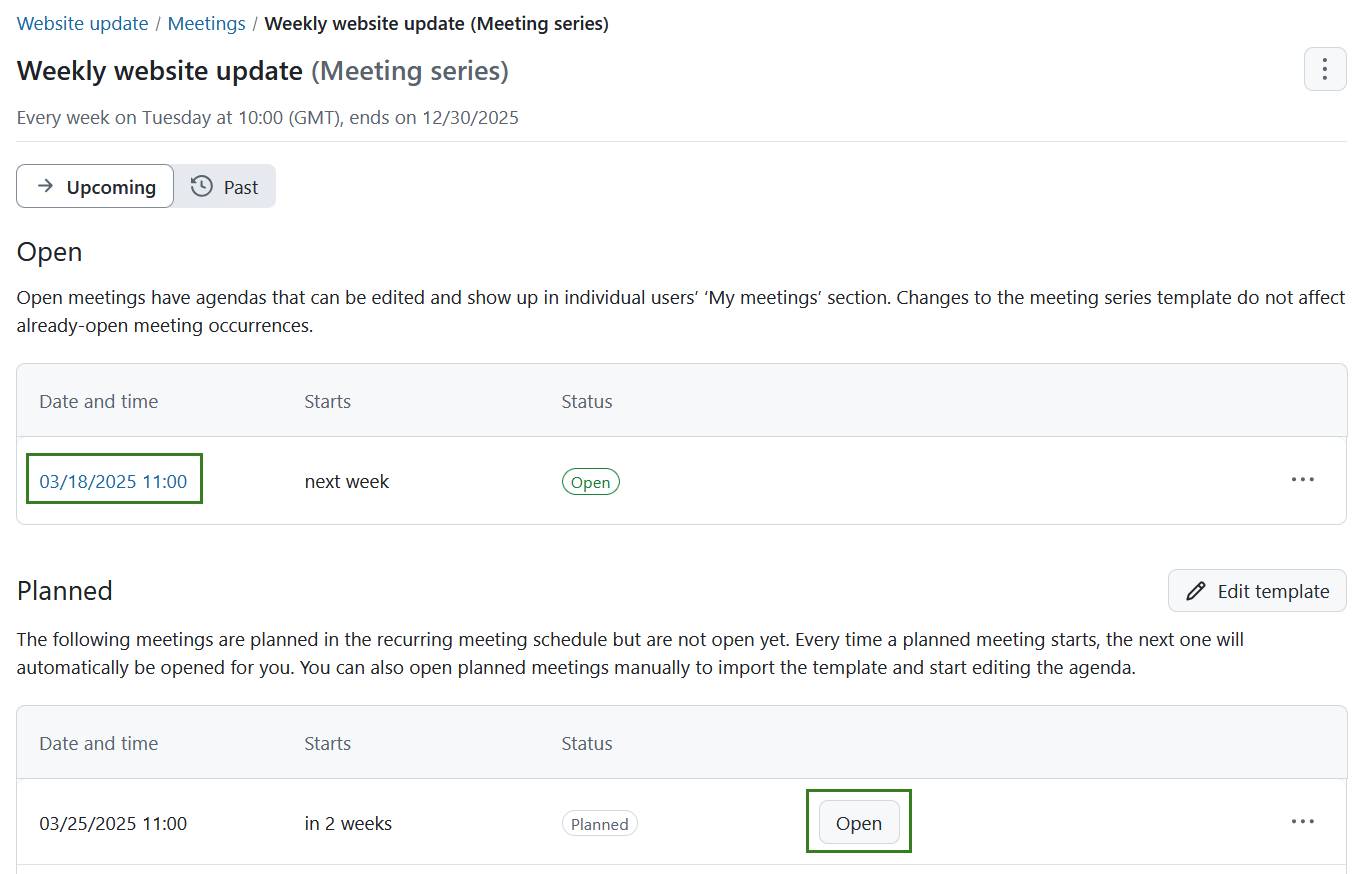 Website update / Meetings / Weekly website update (Meeting series)
Weekly website update (Meeting series)
Every week on Tuesday at 10:00 (GMT), ends on 12/30/2025
Upcoming Past
Open
Open meetings have agendas that can be edited and show up in individual users’ ‘My meetings’ section. Changes to the meeting series template do not affect
already-open meeting occurrences.
Date and time Starts Status
03/18/2025 11:00 next week Open
Planned Edit template
The following meetings are planned in the recurring meeting schedule but are not open yet. Every time a planned meeting starts, the next one will
automatically be opened for you. You can also open planned meetings manually to import the template and start editing the agenda.
Date and time Starts Status
03/25/2025 11:00 in 2 weeks Planned Open